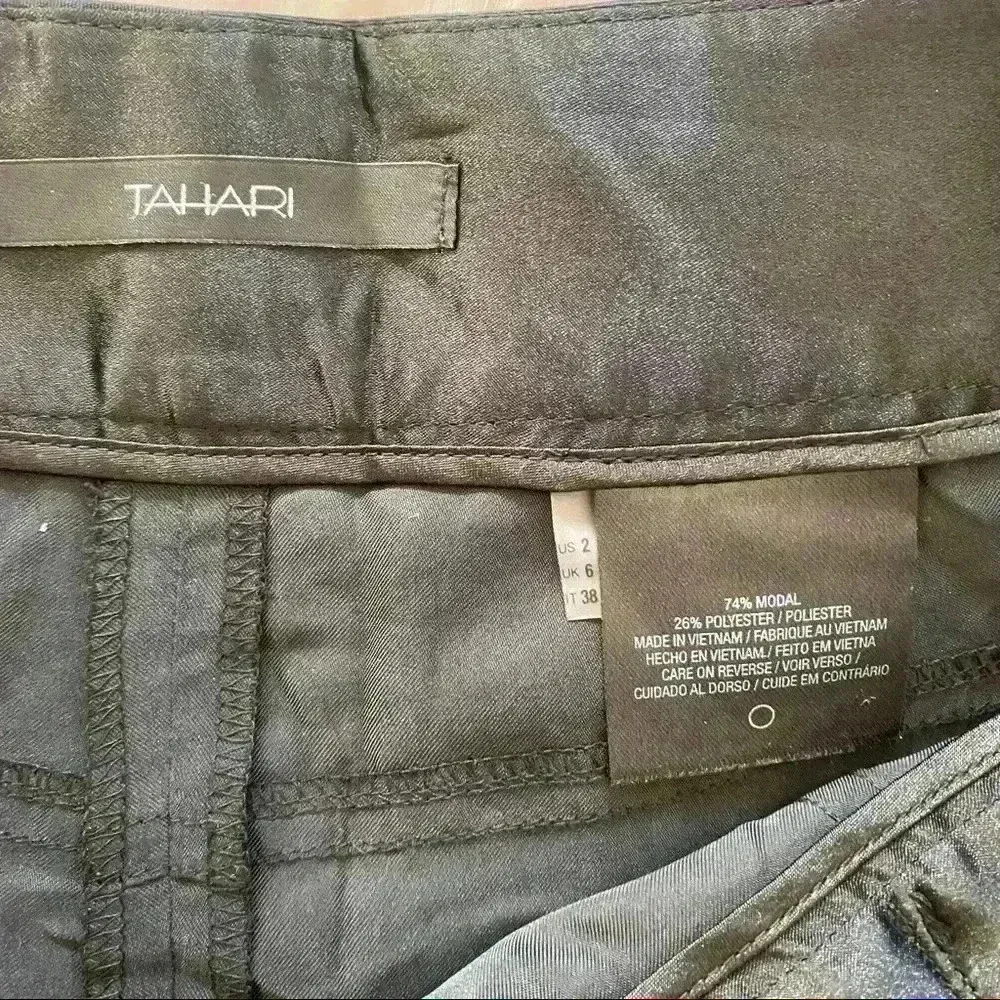 TAHARI
US 2
UK 6
IT 38
74% MODAL
26% POLYESTER / POLIESTER
MADE IN VIETNAM / FABRIQUE AU VIETNAM
HECHO EN VIETNAM./ FEITO EM VIETNA
CARE ON REVERSE / VOIR VERSO /
CUIDADO AL DORSO / CUIDE EM CONTRÁRIO